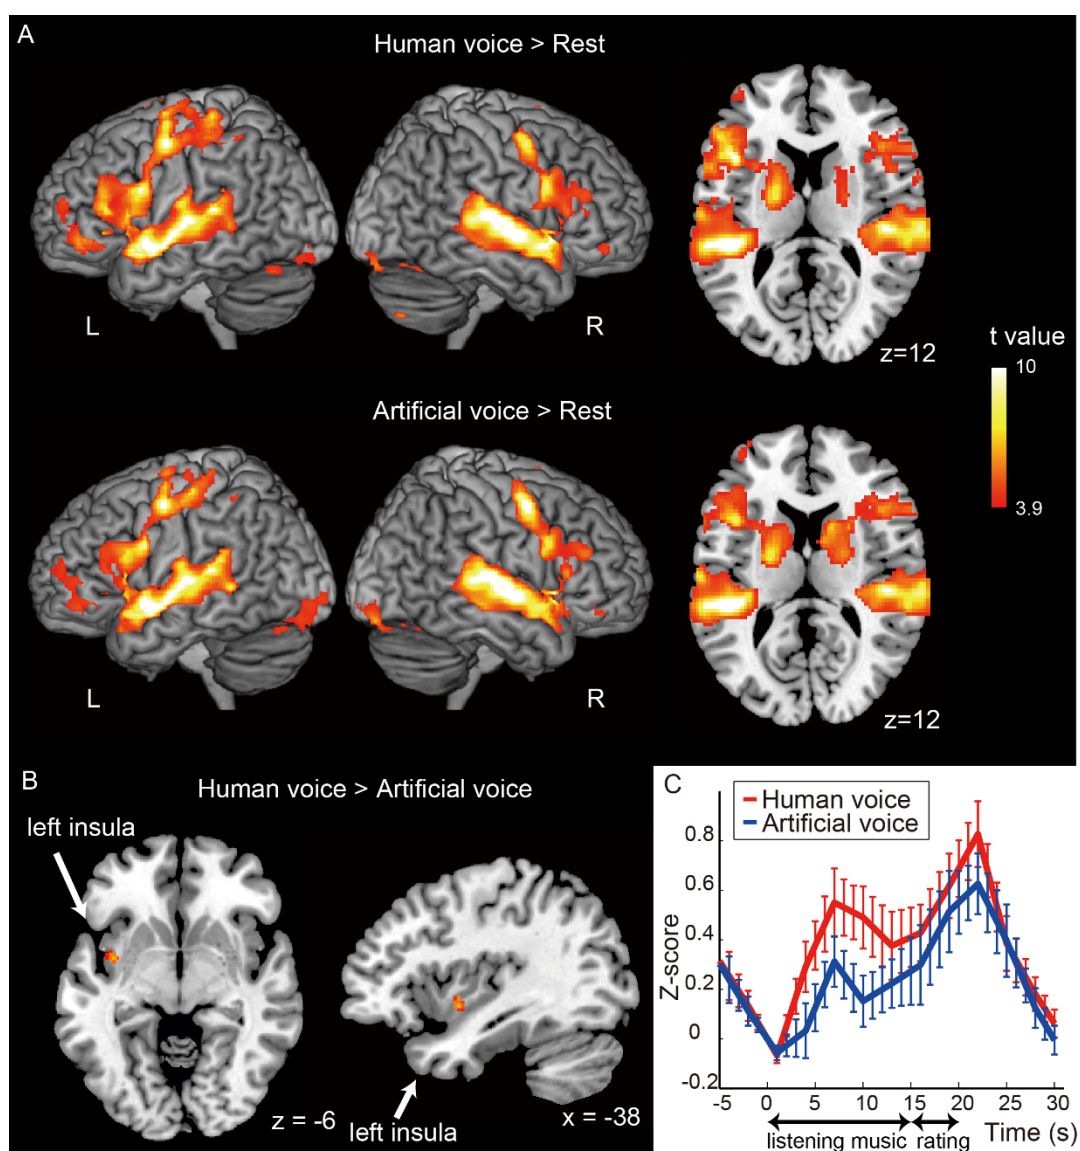 A
Human voice > Rest
L
R
z=12
t value
10
3.9
Artificial voice > Rest
L
R
z=12
B
Human voice > Artificial voice
left insula
z = -6
left insula
x = -38
C
Human voice
Artificial voice
Z-score
0.8
0.6
0.4
0.2
0
-0.2
-5 0 5 10 15 20 25 30
listening music rating Time (s)